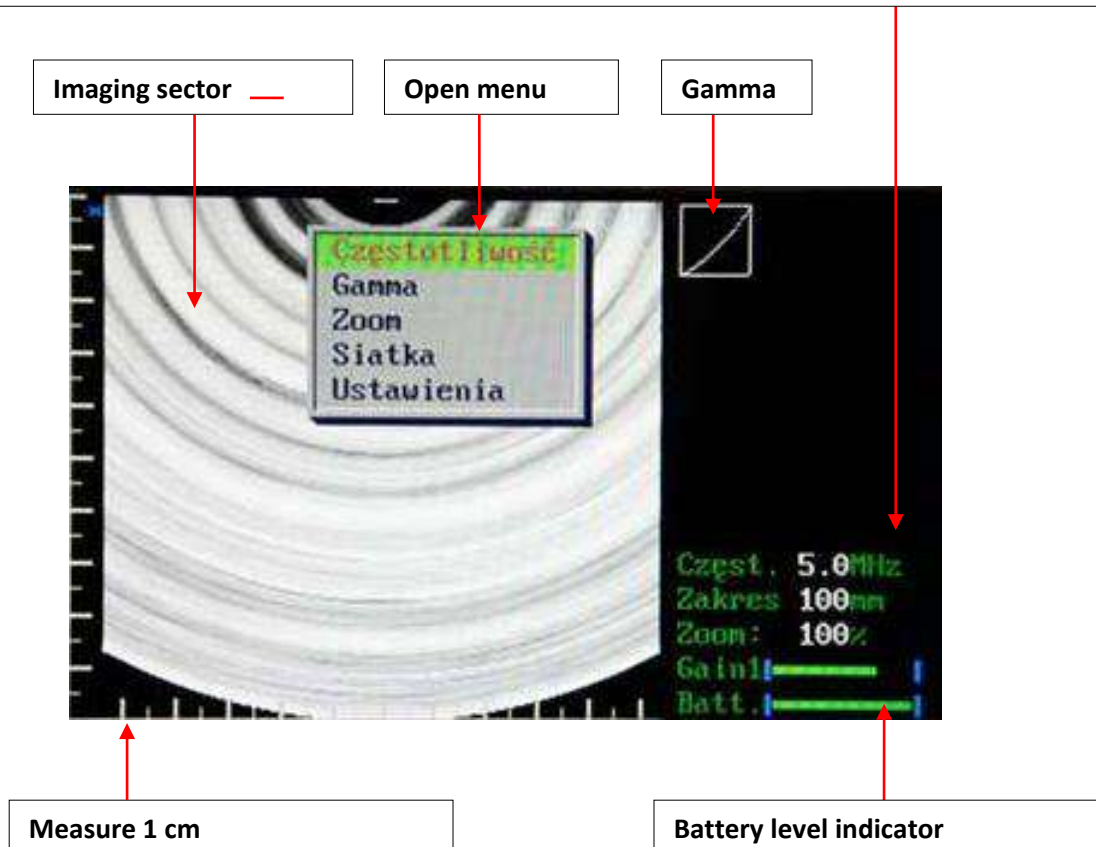 Imaging sector
Open menu
Gamma
Częstotliwość
Gamma
Zoom
Siatka
Ustawienia
Częst. 5.0MHz
Zakres 100mm
Zoom: 100%
Gain1
Batt.
Measure 1 cm
Battery level indicator